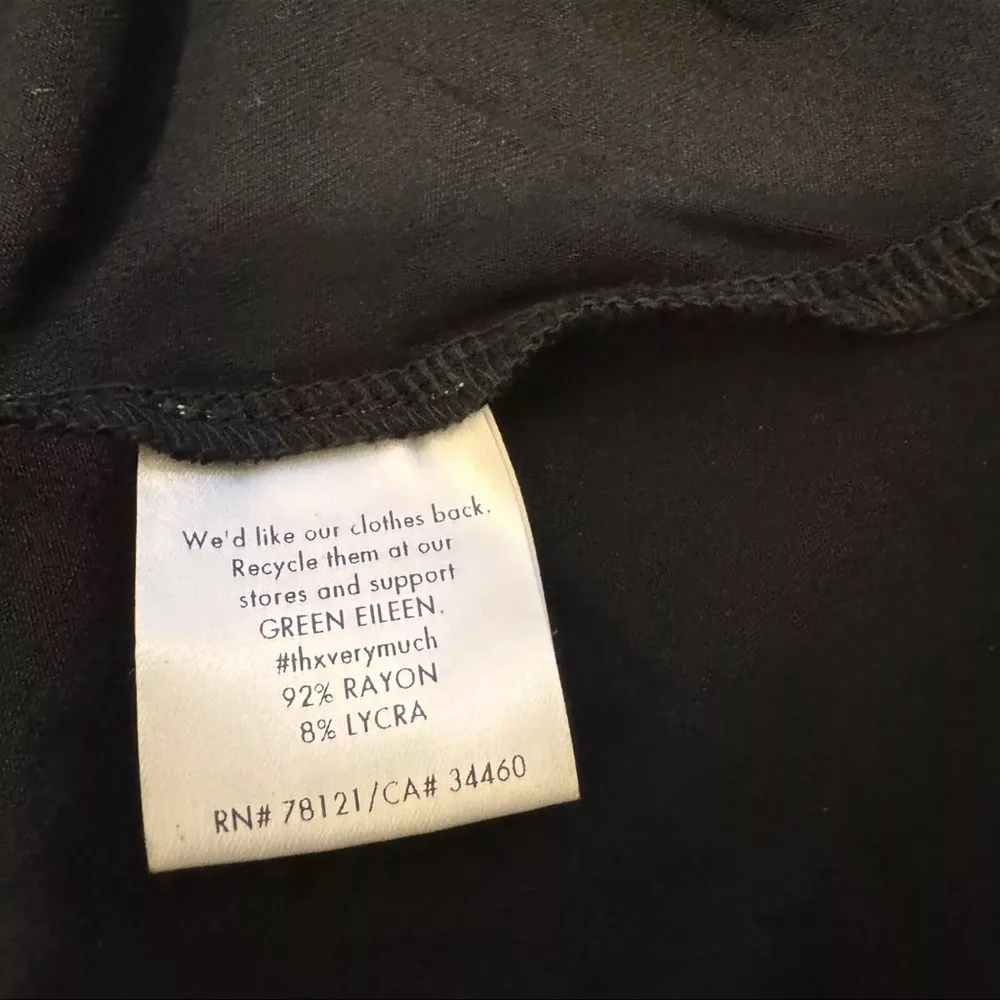 We'd like our clothes back.
Recycle them at our
stores and support
GREEN EILEEN.
#thxverymuch
92% RAYON
8% LYCRA
RN# 78121/CA# 34460